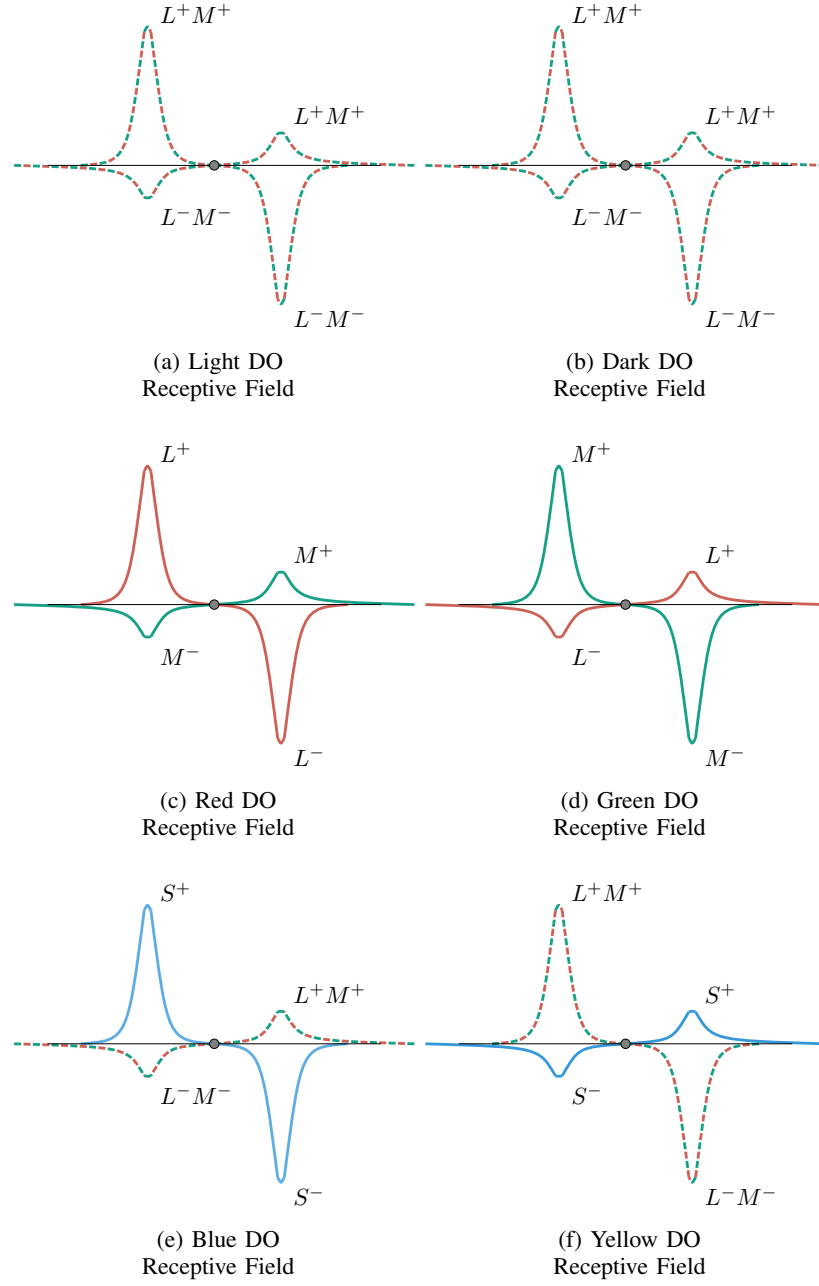 L⁺M⁺ L⁺M⁺
L⁺M⁺ L⁺M⁺
L⁻M⁻ L⁻M⁻
L⁻M⁻ L⁻M⁻
(a) Light DO
Receptive Field
(b) Dark DO
Receptive Field
L⁺ M⁺
M⁺ L⁺
M⁻ L⁻
L⁻ M⁻
(c) Red DO
Receptive Field
(d) Green DO
Receptive Field
S⁺ L⁺M⁺
L⁺M⁺ S⁺
L⁻M⁻ S⁻
S⁻ L⁻M⁻
(e) Blue DO
Receptive Field
(f) Yellow DO
Receptive Field